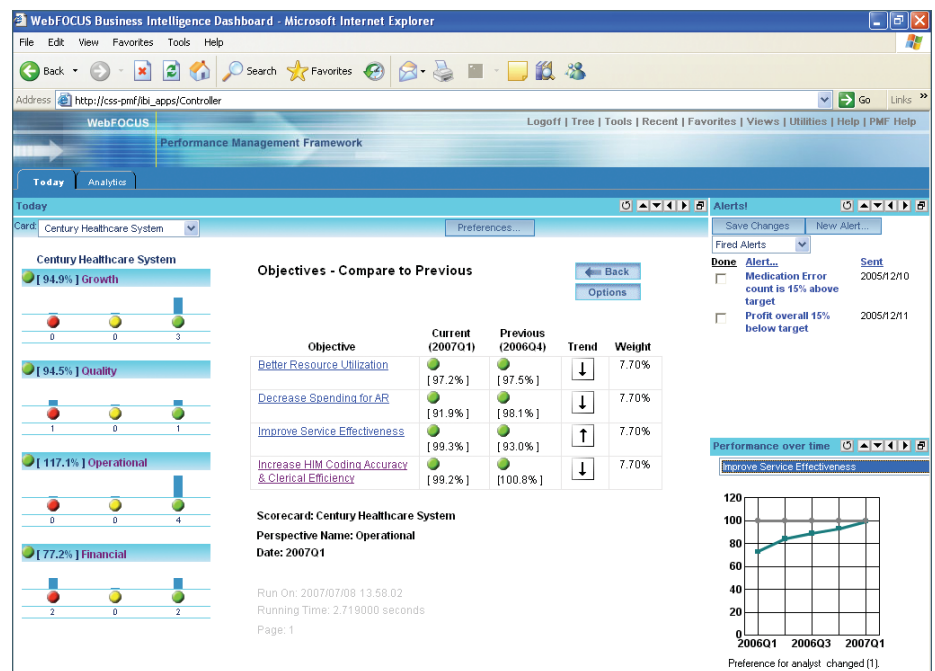 WebFOCUS Business Intelligence Dashboard - Microsoft Internet Explorer
File Edit View Favorites Tools Help
Back Search Favorites
Address http://css-pmf/ibi_apps/Controller Go Links »
WebFOCUS
Logoff | Tree | Tools | Recent | Favorites | Views | Utilities | Help | PMF Help
Performance Management Framework
Today Analytics
Today
Card: Century Healthcare System
Preferences...
Century Healthcare System
[ 94.9% ] Growth
0 0 3
[ 94.5% ] Quality
1 0 1
[ 117.1% ] Operational
0 0 4
[ 77.2% ] Financial
2 0 2
Objectives - Compare to Previous
Back
Options
Objective Current (2007Q1) Previous (2006Q4) Trend Weight
Better Resource Utilization [ 97.2% ] [ 97.5% ] ↓ 7.70%
Decrease Spending for AR [ 91.9% ] [ 98.1% ] ↓ 7.70%
Improve Service Effectiveness [ 99.3% ] [ 93.0% ] ↑ 7.70%
Increase HIM Coding Accuracy
& Clerical Efficiency [ 99.2% ] [100.8% ] ↓ 7.70%
Scorecard: Century Healthcare System
Perspective Name: Operational
Date: 2007Q1
Run On: 2007/07/08 13.58.02
Running Time: 2.719000 seconds
Page: 1
Alerts!
Save Changes New Alert...
Fired Alerts
Done Alert... Sent
Medication Error 2005/12/10
count is 15% above
target
Profit overall 15% 2005/12/11
below target
Performance over time
Improve Service Effectiveness
120
100
80
60
40
20
0
2006Q1 2006Q3 2007Q1
Preference for analyst changed (1).